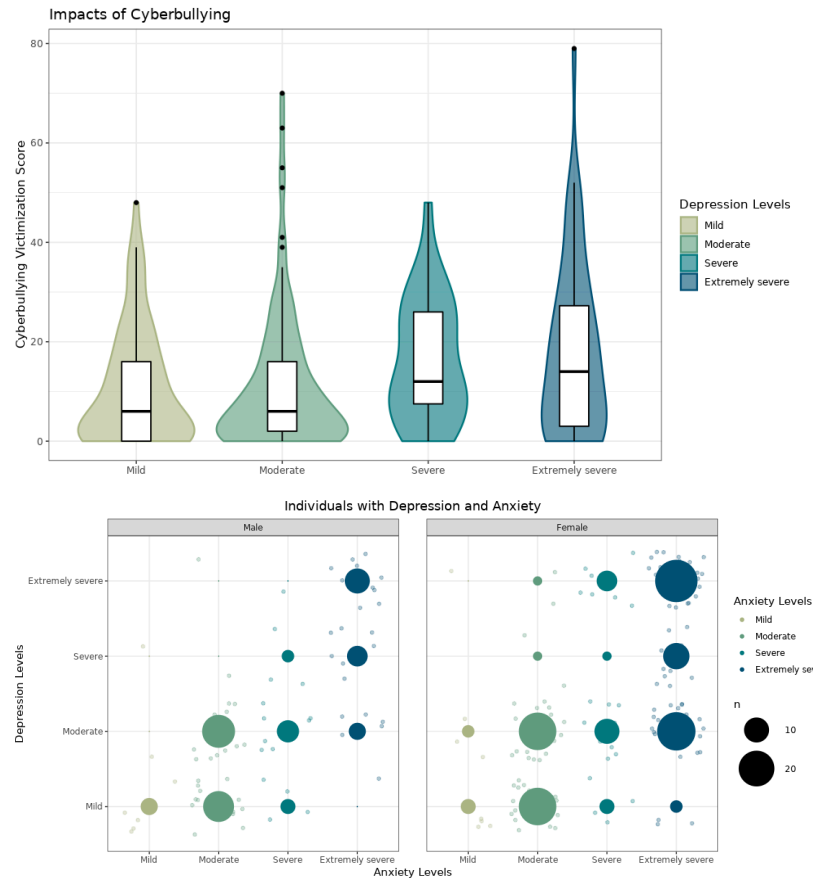 Impacts of Cyberbullying
80
60
40
20
0
Cyberbullying Victimization Score
Mild
Moderate
Severe
Extremely severe
Depression Levels
Mild
Moderate
Severe
Extremely severe
Individuals with Depression and Anxiety
Male
Female
Extremely severe
Severe
Moderate
Mild
Depression Levels
Mild
Moderate
Severe
Extremely severe
Mild
Moderate
Severe
Extremely severe
Anxiety Levels
Anxiety Levels
Mild
Moderate
Severe
Extremely sev
n
10
20